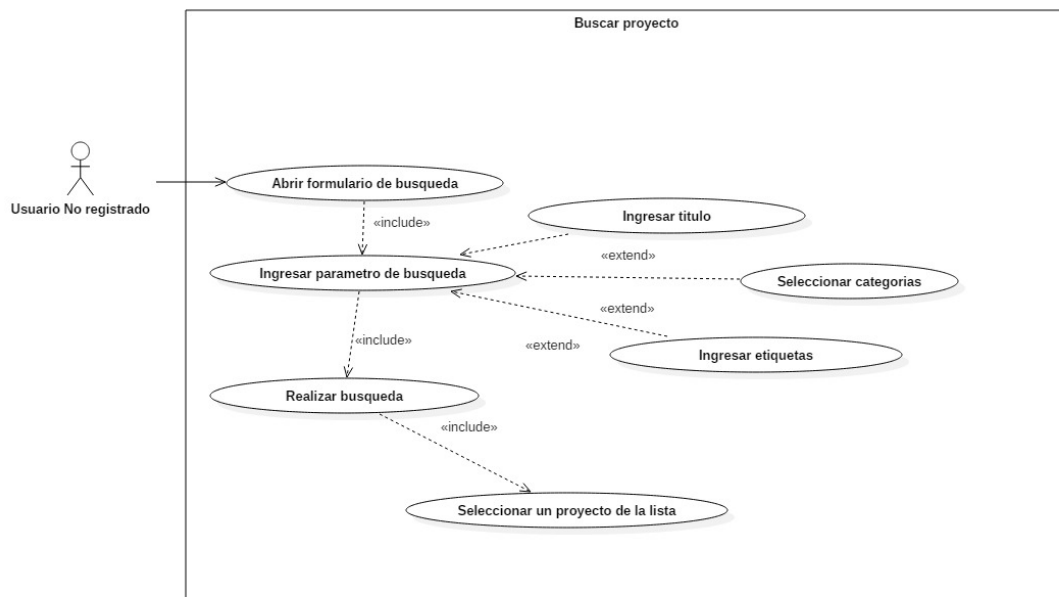 Buscar proyecto
Usuario No registrado
Abrir formulario de busqueda
«include»
Ingresar titulo
«extend»
Ingresar parametro de busqueda
Seleccionar categorias
«extend»
«include»
«extend»
Ingresar etiquetas
Realizar busqueda
«include»
Seleccionar un proyecto de la lista